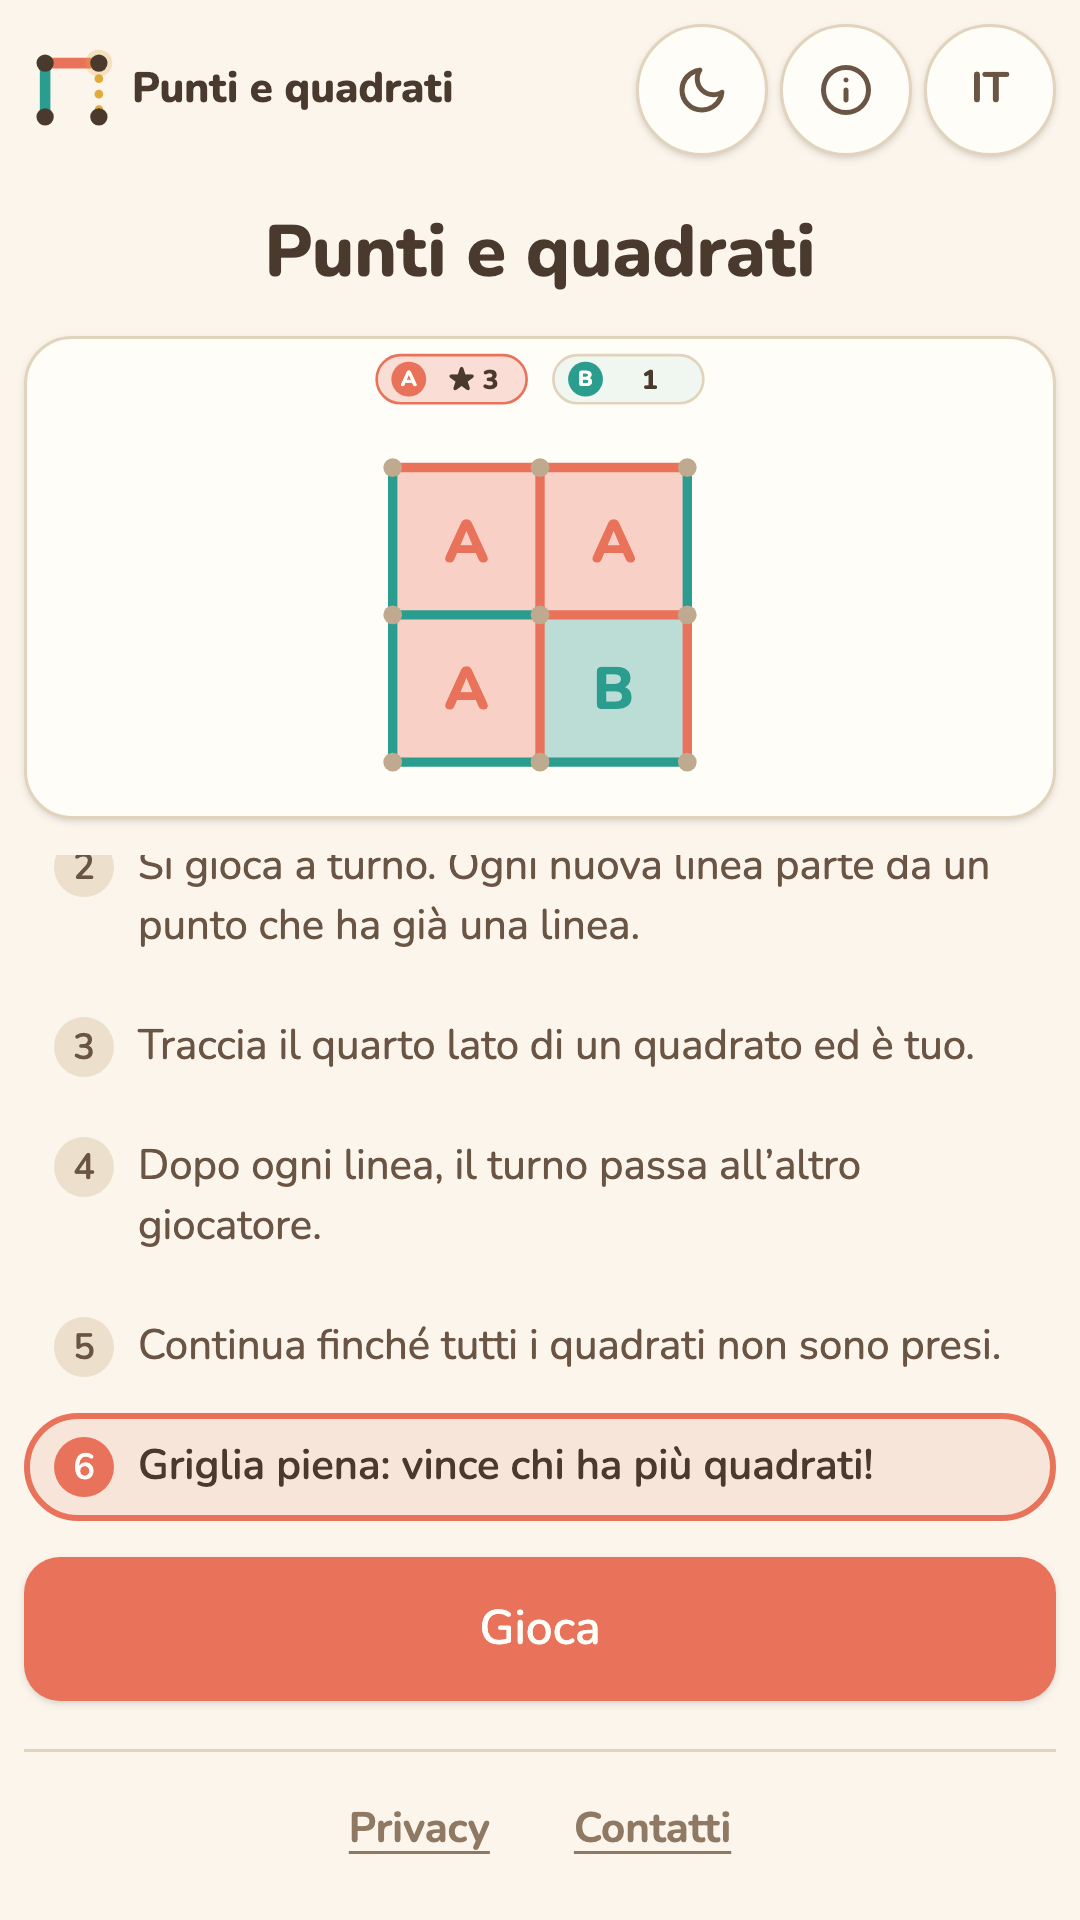 Punti e quadrati
IT
Punti e quadrati
A ★ 3
B 1
A A
A B
2 Si gioca a turno. Ogni nuova linea parte da un
punto che ha già una linea.
3 Traccia il quarto lato di un quadrato ed è tuo.
4 Dopo ogni linea, il turno passa all’altro
giocatore.
5 Continua finché tutti i quadrati non sono presi.
6 Griglia piena: vince chi ha più quadrati!
Gioca
Privacy Contatti